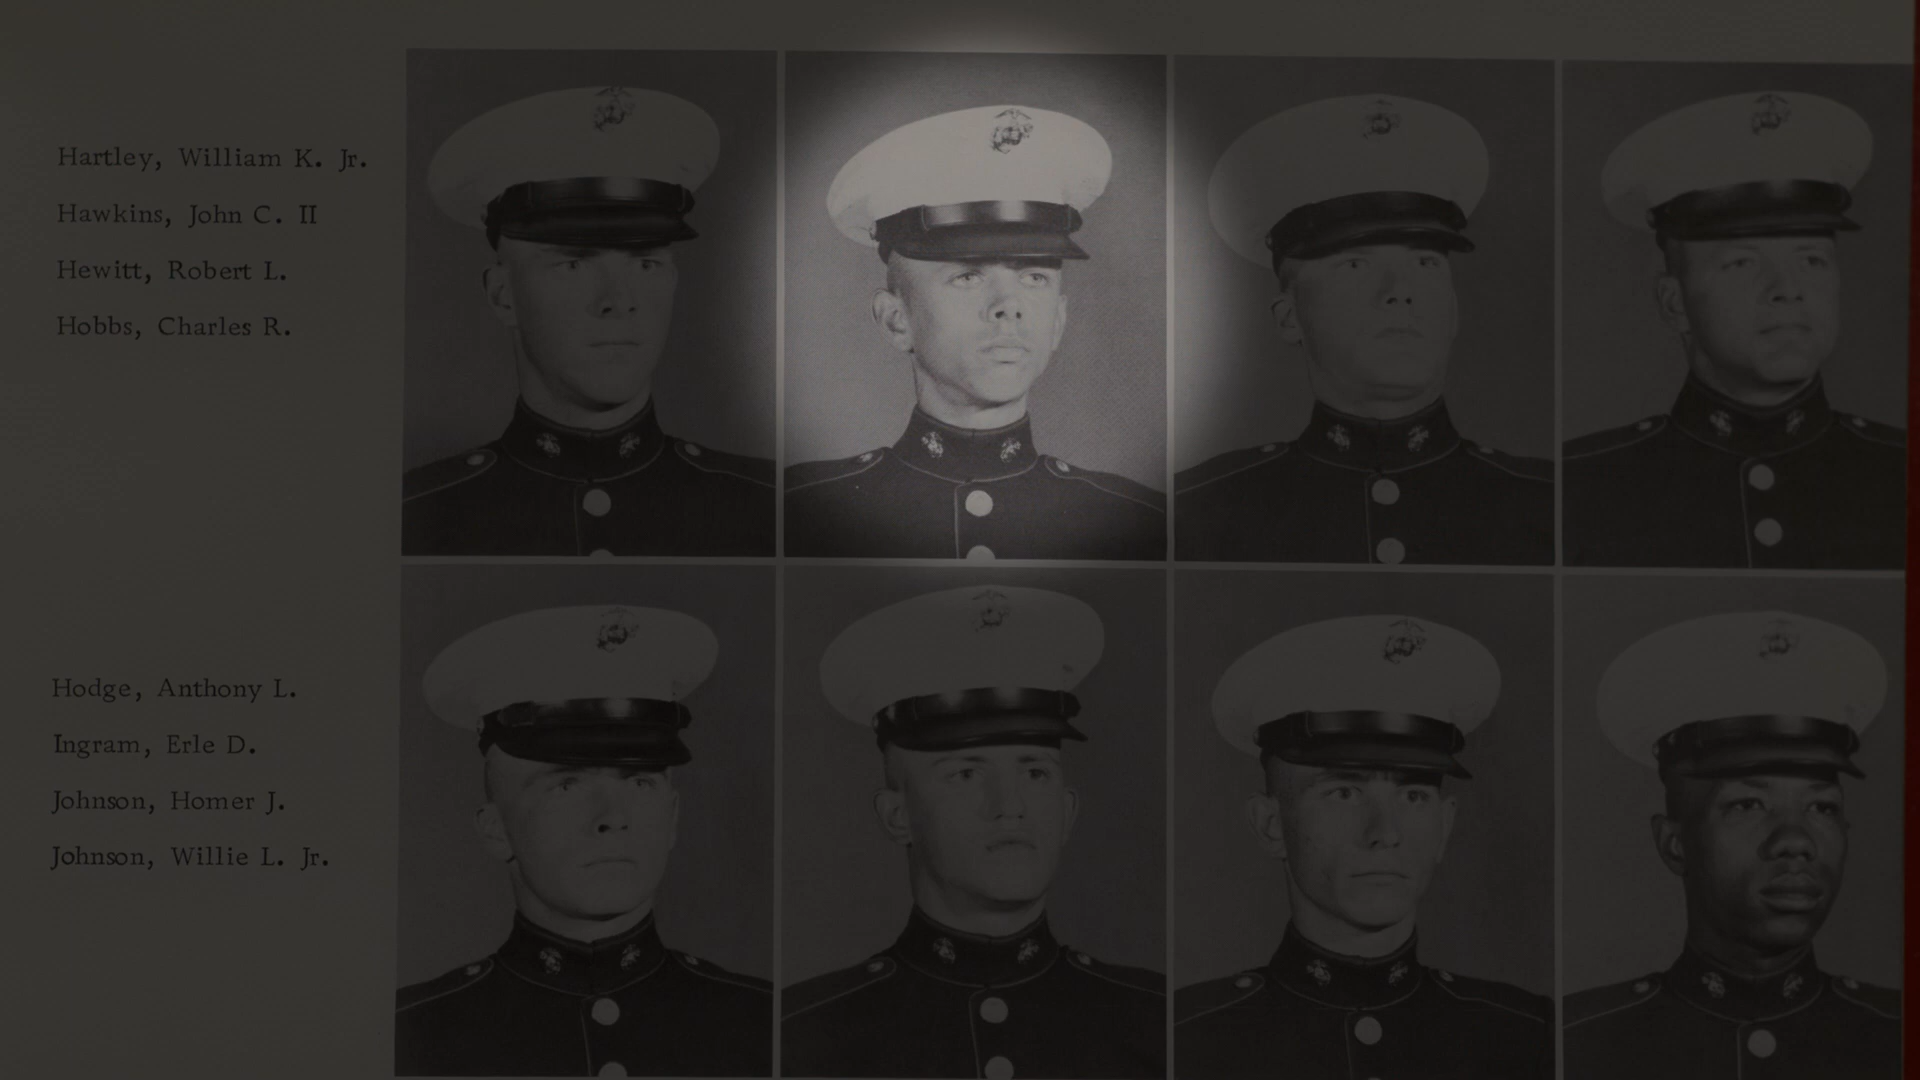 Hartley, William K. Jr.
Hawkins, John C. II
Hewitt, Robert L.
Hobbs, Charles R.
Hodge, Anthony L.
Ingram, Erle D.
Johnson, Homer J.
Johnson, Willie L. Jr.